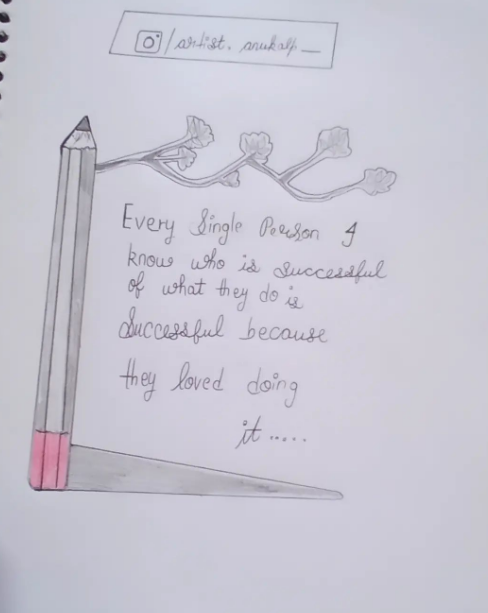 /artist. anukalp__
Every Single Person I
know who is successful
of what they do is
Successful because
they loved doing
it.....